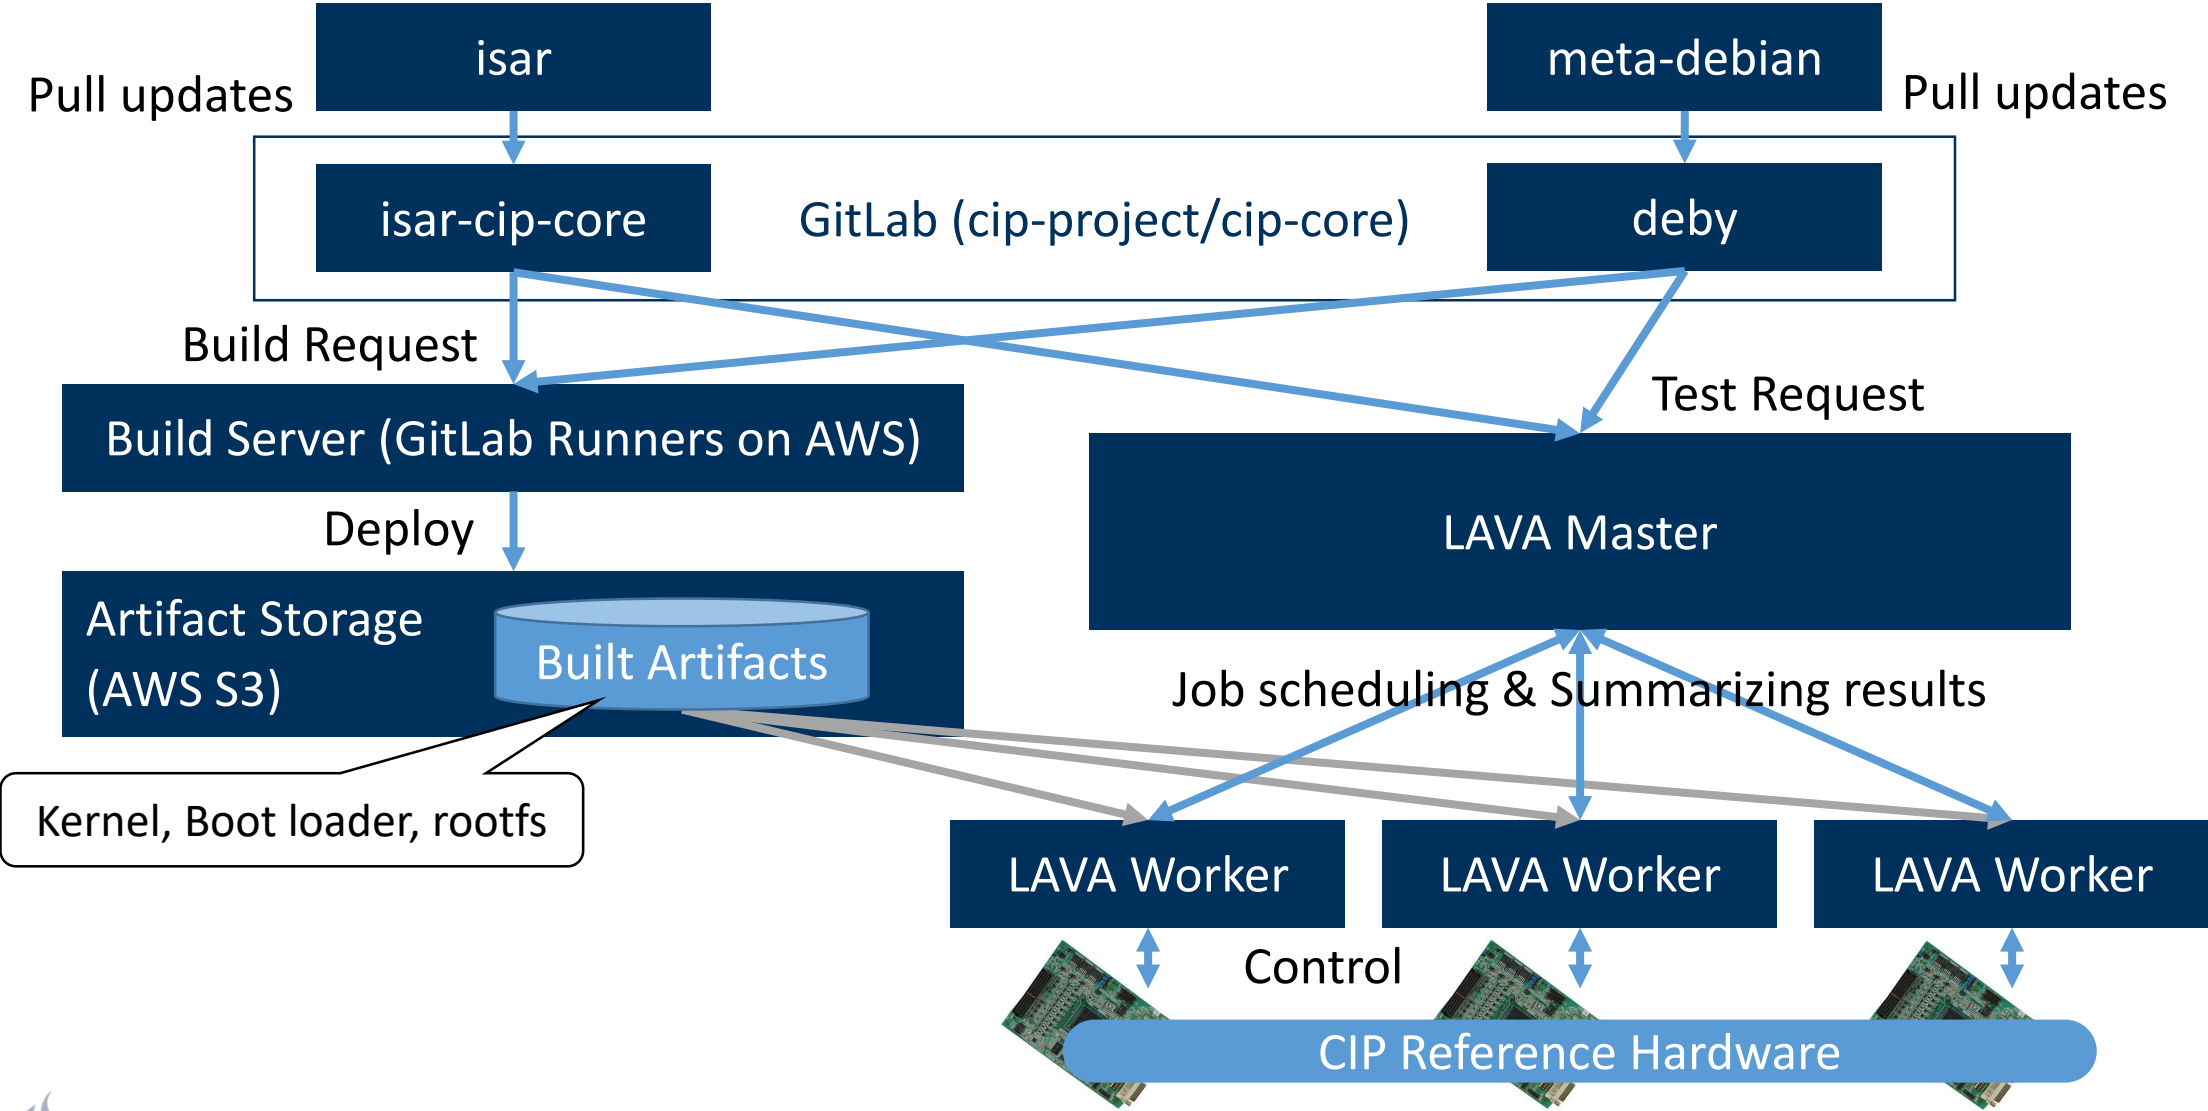 isar
meta-debian
Pull updates
Pull updates
isar-cip-core
GitLab (cip-project/cip-core)
deby
Build Request
Test Request
Build Server (GitLab Runners on AWS)
LAVA Master
Deploy
Artifact Storage
(AWS S3)
Built Artifacts
Job scheduling & Summarizing results
Kernel, Boot loader, rootfs
LAVA Worker
LAVA Worker
LAVA Worker
Control
CIP Reference Hardware